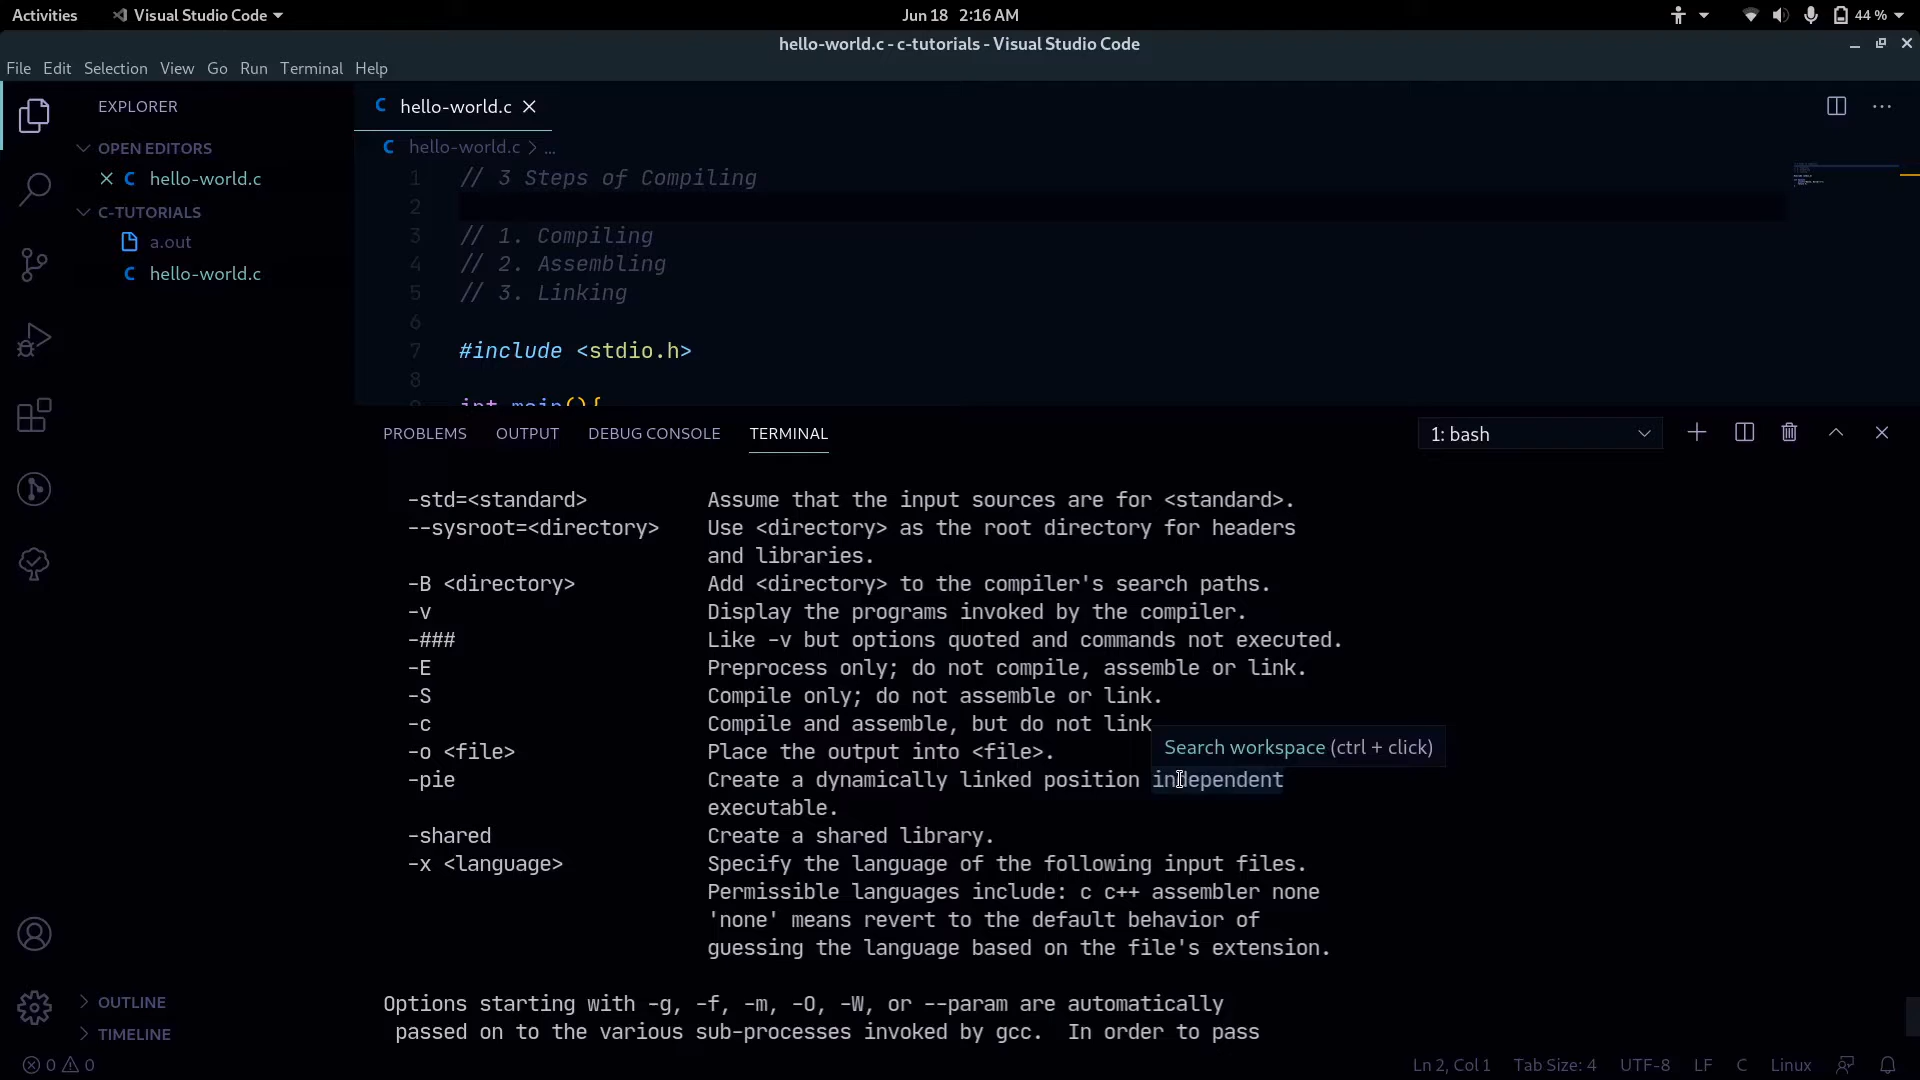 Activities
Visual Studio Code
Jun 18 2:16 AM
44 %
hello-world.c - c-tutorials - Visual Studio Code
File Edit Selection View Go Run Terminal Help
EXPLORER
OPEN EDITORS
hello-world.c
C-TUTORIALS
a.out
C hello-world.c
OUTLINE
TIMELINE
C hello-world.c
C hello-world.c > ...
1 // 3 Steps of Compiling
2
3 // 1. Compiling
4 // 2. Assembling
5 // 3. Linking
6
7 #include <stdio.h>
8
9 int main(){
PROBLEMS OUTPUT DEBUG CONSOLE TERMINAL
1: bash
-std=<standard> Assume that the input sources are for <standard>.
--sysroot=<directory> Use <directory> as the root directory for headers
and libraries.
-B <directory> Add <directory> to the compiler's search paths.
-v Display the programs invoked by the compiler.
-### Like -v but options quoted and commands not executed.
-E Preprocess only; do not compile, assemble or link.
-S Compile only; do not assemble or link.
-c Compile and assemble, but do not link
Search workspace (ctrl + click)
-o <file> Place the output into <file>.
-pie Create a dynamically linked position independent
executable.
-shared Create a shared library.
-x <language> Specify the language of the following input files.
Permissible languages include: c c++ assembler none
'none' means revert to the default behavior of
guessing the language based on the file's extension.
Options starting with -g, -f, -m, -O, -W, or --param are automatically
passed on to the various sub-processes invoked by gcc. In order to pass
0 0
Ln 2, Col 1 Tab Size: 4 UTF-8 LF C Linux